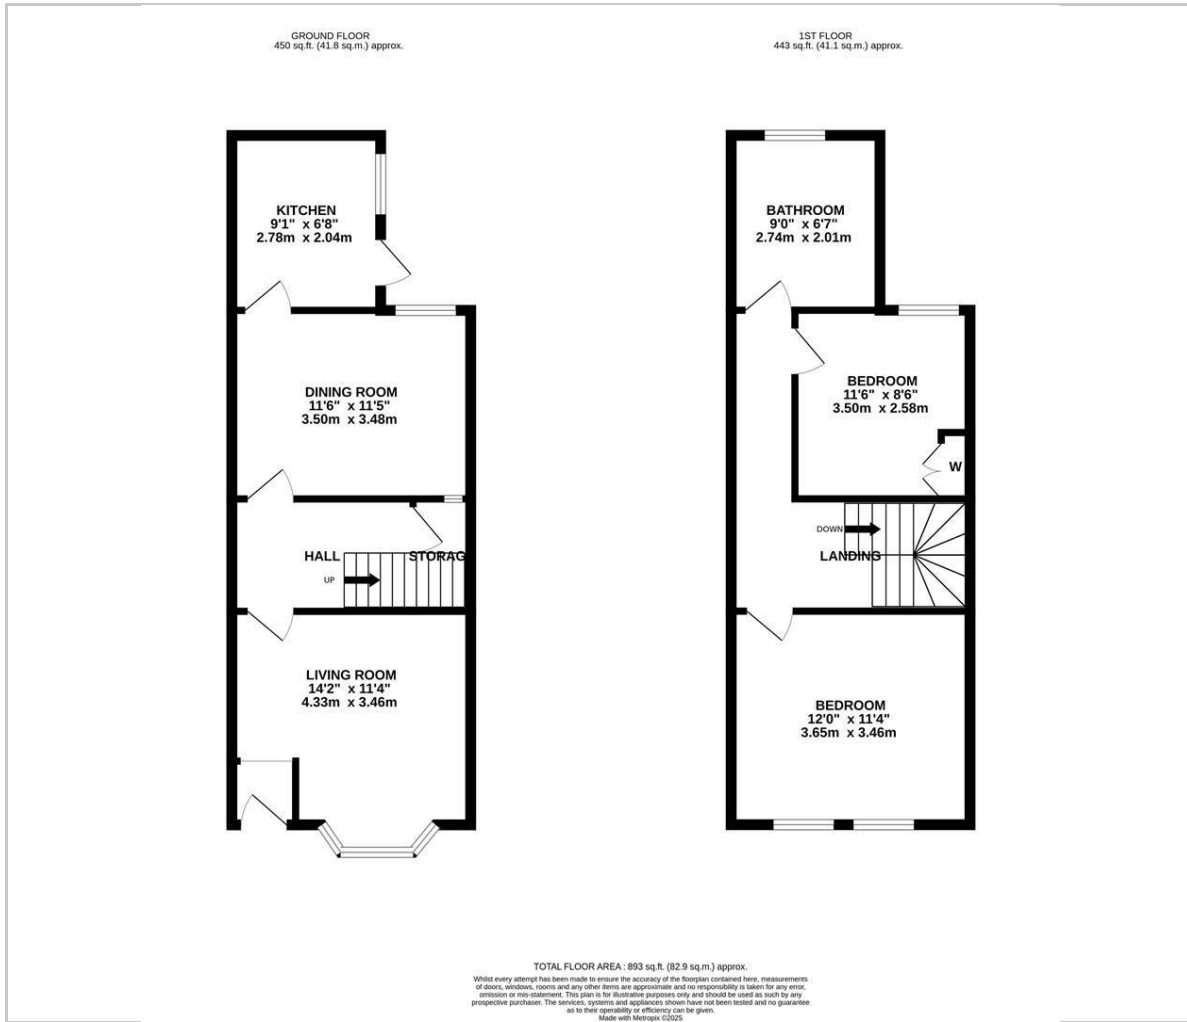 GROUND FLOOR
450 sq.ft. (41.8 sq.m.) approx.
KITCHEN
9'1" x 6'8"
2.78m x 2.04m
DINING ROOM
11'6" x 11'5"
3.50m x 3.48m
HALL STORAG
UP
LIVING ROOM
14'2" x 11'4"
4.33m x 3.46m
1ST FLOOR
443 sq.ft. (41.1 sq.m.) approx.
BATHROOM
9'0" x 6'7"
2.74m x 2.01m
BEDROOM
11'6" x 8'6"
3.50m x 2.58m
W
DOWN
LANDING
BEDROOM
12'0" x 11'4"
3.65m x 3.46m
TOTAL FLOOR AREA : 893 sq.ft. (82.9 sq.m.) approx.
Whilst every attempt has been made to ensure the accuracy of the floorplan contained here, measurements
of doors, windows, rooms and any other items are approximate and no responsibility is taken for any error,
omission or mis-statement. This plan is for illustrative purposes only and should be used as such by any
prospective purchaser. The services, systems and appliances shown have not been tested and no guarantee
as to their operability or efficiency can be given.
Made with Metropix ©2025